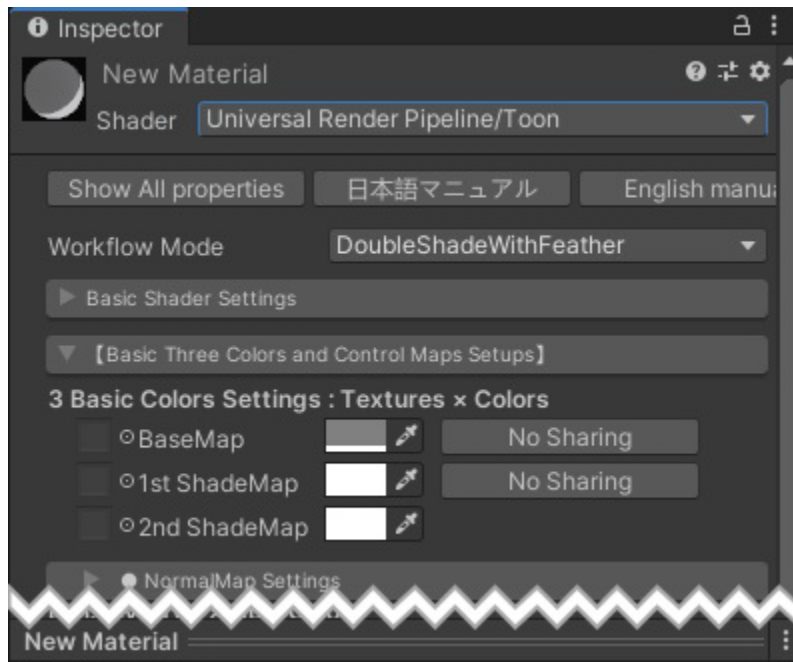 Inspector
New Material
Shader Universal Render Pipeline/Toon
Show All properties 日本語マニュアル English manu
Workflow Mode DoubleShadeWithFeather
Basic Shader Settings
【Basic Three Colors and Control Maps Setups】
3 Basic Colors Settings : Textures × Colors
BaseMap No Sharing
1st ShadeMap No Sharing
2nd ShadeMap
● NormalMap Settings
New Material